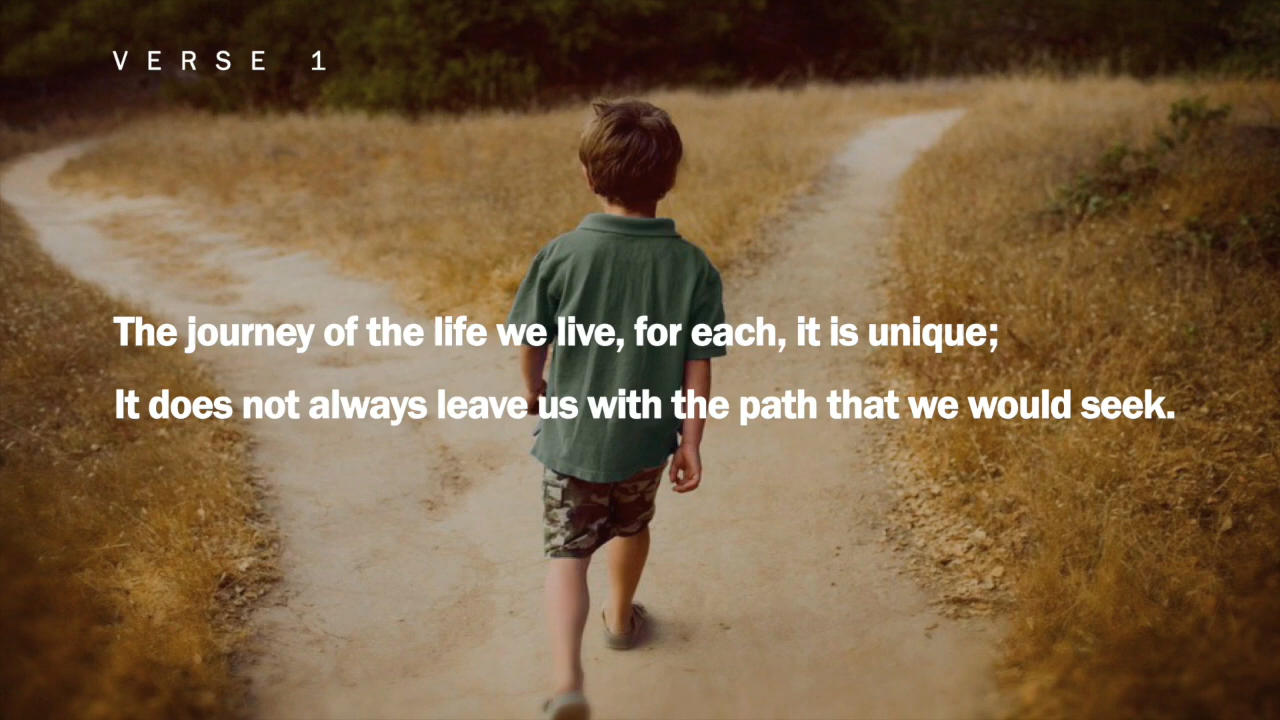 VERSE 1
The journey of the life we live, for each, it is unique;
It does not always leave us with the path that we would seek.